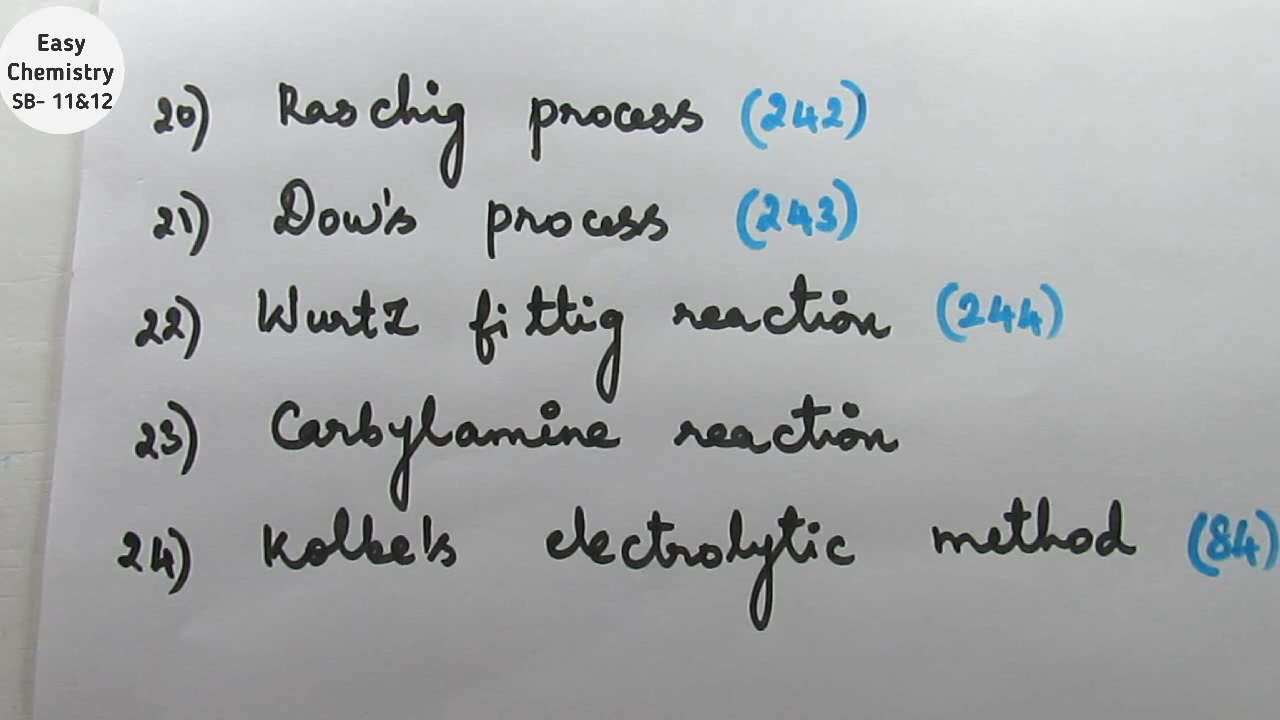 Easy
Chemistry
SB- 11&12
20) Raschig process (242)
21) Dow's process (243)
22) Wurtz fittig reaction (244)
23) Carbylamine reaction
24) Kolbe's electrolytic method (84)